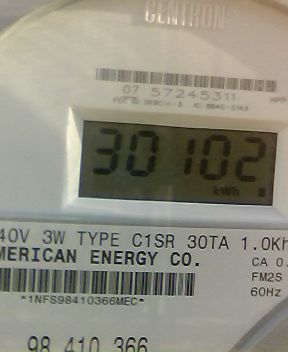 CENTRON®
07 57245311
30102
kWh
40V 3W TYPE C1SR 30TA 1.0Kh
MERICAN ENERGY CO.
CA 0.
FM2S
*1NFS98410366MEC*
60Hz
98 410 366